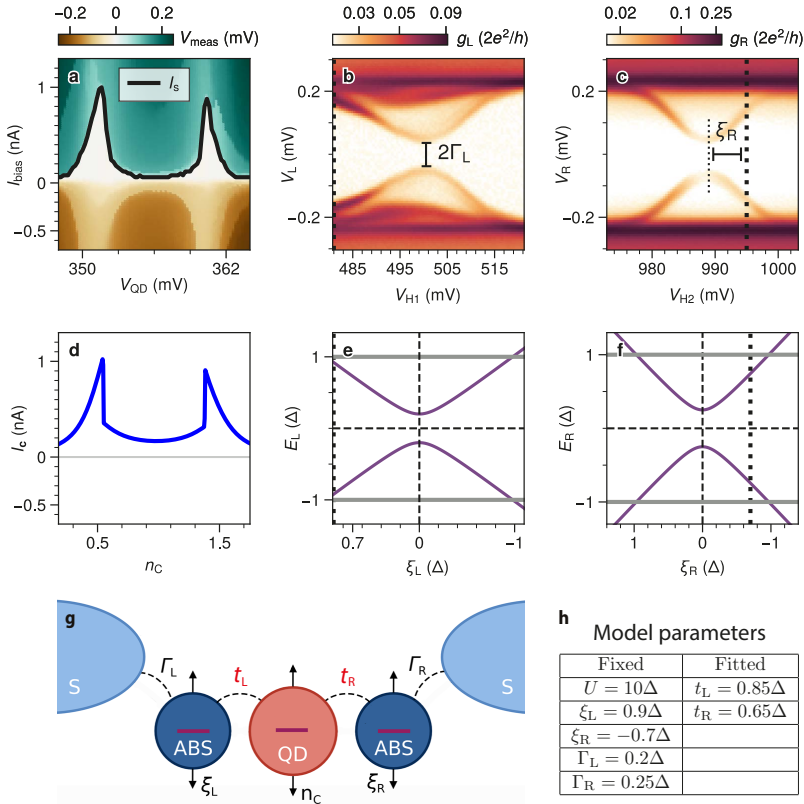 −0.2 0 0.2 V_meas (mV)
0.03 0.05 0.09 g_L (2e²/h)
0.02 0.1 0.25 g_R (2e²/h)
a
I_s
1
0
−0.5
I_bias (nA)
350 362
V_QD (mV)
b
0.2
−0.2
V_L (mV)
2Γ_L
485 495 505 515
V_H1 (mV)
c
0.2
−0.2
V_R (mV)
ξ_R
980 990 1000
V_H2 (mV)
d
1
0
−0.5
I_c (nA)
0.5 1.5
n_C
e
1
−1
E_L (Δ)
0.7 0 −1
ξ_L (Δ)
f
1
−1
E_R (Δ)
1 0 −1
ξ_R (Δ)
g
S
Γ_L
t_L
t_R
Γ_R
S
ABS
QD
ABS
ξ_L
n_C
ξ_R
h
Model parameters
Fixed Fitted
U = 10Δ t_L = 0.85Δ
ξ_L = 0.9Δ t_R = 0.65Δ
ξ_R = −0.7Δ
Γ_L = 0.2Δ
Γ_R = 0.25Δ